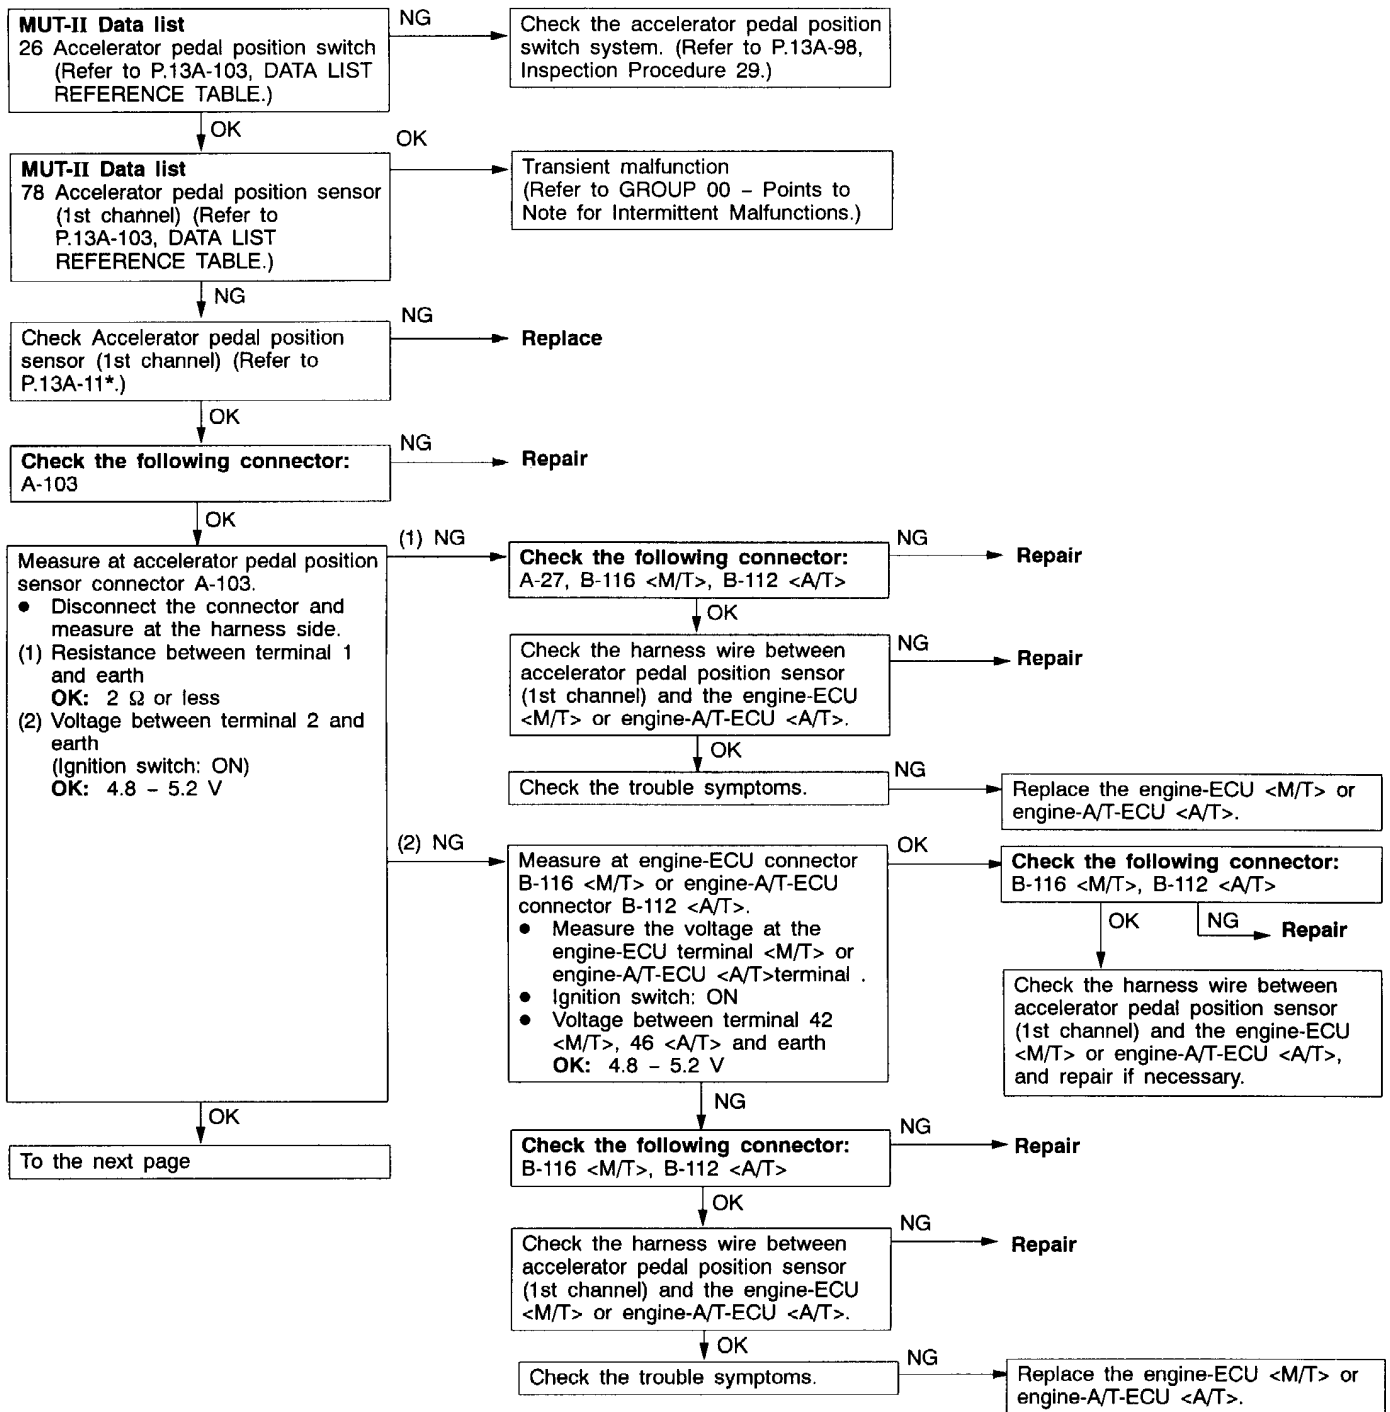 MUT-II Data list
26 Accelerator pedal position switch
(Refer to P.13A-103, DATA LIST
REFERENCE TABLE.)
NG
Check the accelerator pedal position
switch system. (Refer to P.13A-98,
Inspection Procedure 29.)
OK
MUT-II Data list
78 Accelerator pedal position sensor
(1st channel) (Refer to
P.13A-103, DATA LIST
REFERENCE TABLE.)
OK
Transient malfunction
(Refer to GROUP 00 – Points to
Note for Intermittent Malfunctions.)
NG
Check Accelerator pedal position
sensor (1st channel) (Refer to
P.13A-11*.)
NG
Replace
OK
Check the following connector:
A-103
NG
Repair
OK
Measure at accelerator pedal position
sensor connector A-103.
● Disconnect the connector and
measure at the harness side.
(1) Resistance between terminal 1
and earth
OK: 2 Ω or less
(2) Voltage between terminal 2 and
earth
(Ignition switch: ON)
OK: 4.8 – 5.2 V
(1) NG
Check the following connector:
A-27, B-116 <M/T>, B-112 <A/T>
NG
Repair
OK
Check the harness wire between
accelerator pedal position sensor
(1st channel) and the engine-ECU
<M/T> or engine-A/T-ECU <A/T>.
NG
Repair
OK
Check the trouble symptoms.
NG
Replace the engine-ECU <M/T> or
engine-A/T-ECU <A/T>.
(2) NG
Measure at engine-ECU connector
B-116 <M/T> or engine-A/T-ECU
connector B-112 <A/T>.
● Measure the voltage at the
engine-ECU terminal <M/T> or
engine-A/T-ECU <A/T>terminal .
● Ignition switch: ON
● Voltage between terminal 42
<M/T>, 46 <A/T> and earth
OK: 4.8 – 5.2 V
OK
Check the following connector:
B-116 <M/T>, B-112 <A/T>
OK
NG
Repair
Check the harness wire between
accelerator pedal position sensor
(1st channel) and the engine-ECU
<M/T> or engine-A/T-ECU <A/T>,
and repair if necessary.
OK
To the next page
NG
Check the following connector:
B-116 <M/T>, B-112 <A/T>
NG
Repair
OK
Check the harness wire between
accelerator pedal position sensor
(1st channel) and the engine-ECU
<M/T> or engine-A/T-ECU <A/T>.
NG
Repair
OK
Check the trouble symptoms.
NG
Replace the engine-ECU <M/T> or
engine-A/T-ECU <A/T>.